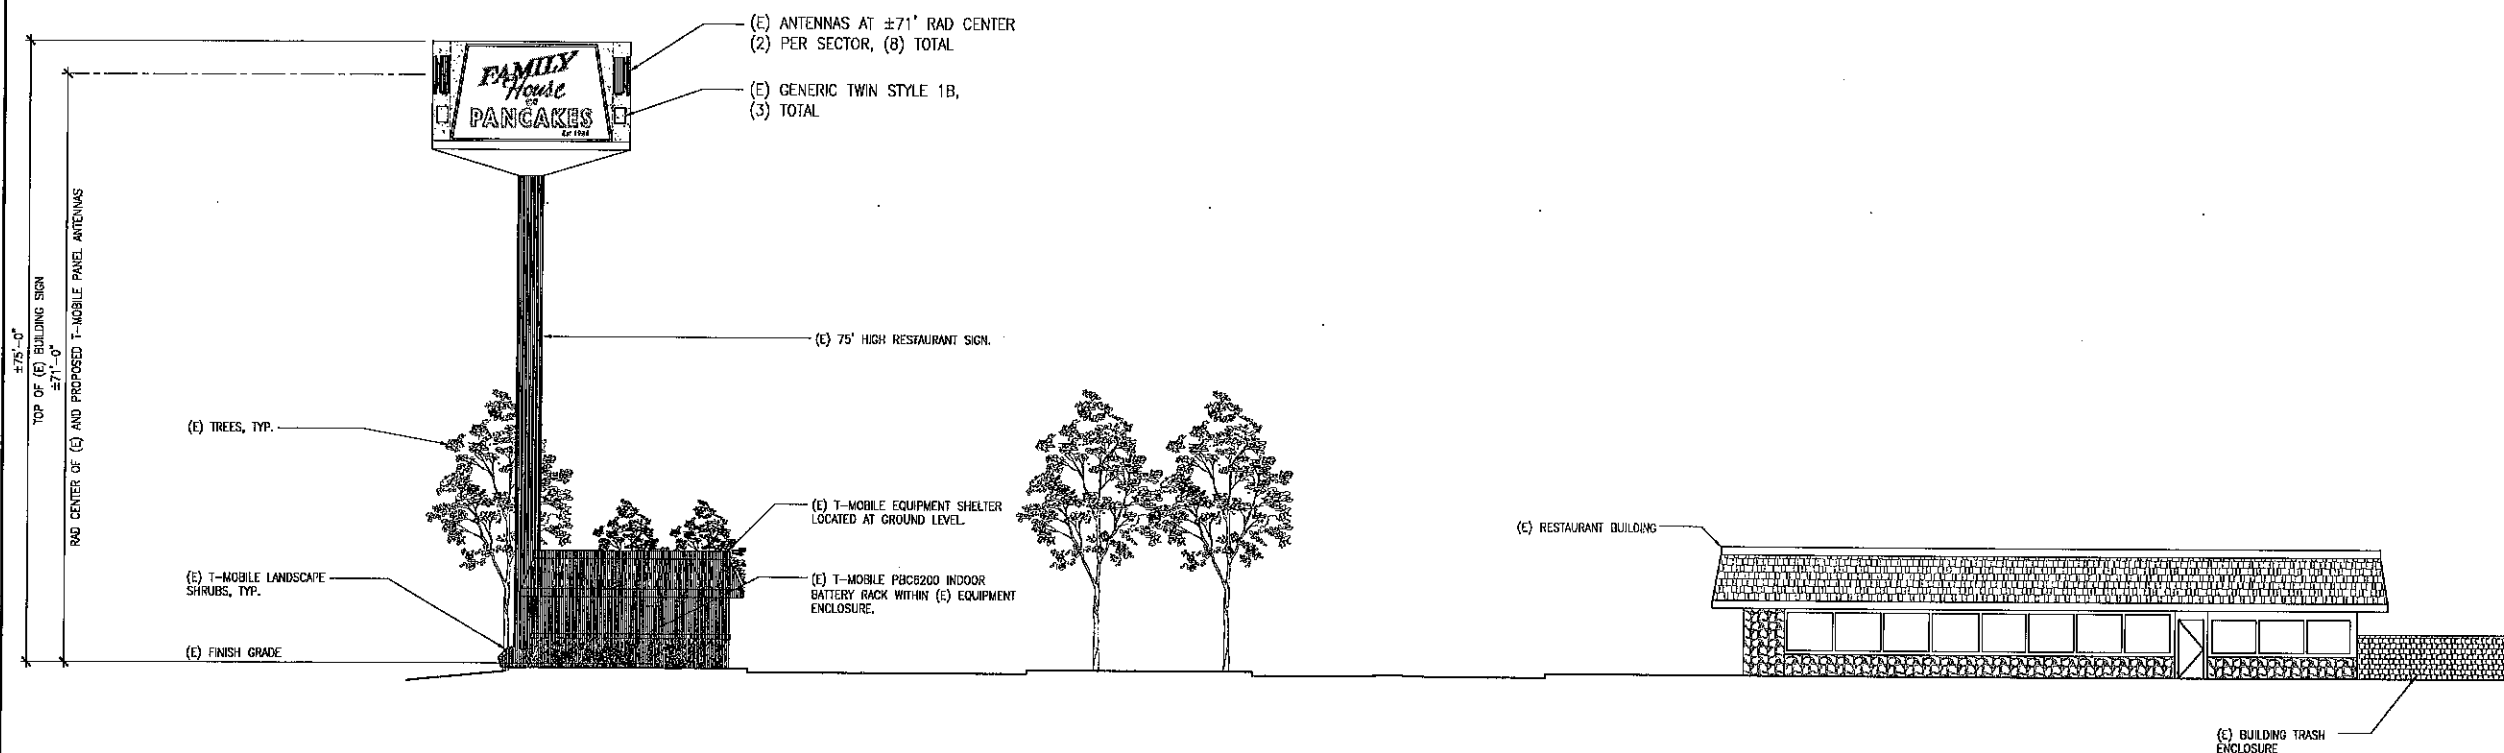 (E) ANTENNAS AT ±71' RAD CENTER
(2) PER SECTOR, (8) TOTAL
(E) GENERIC TWIN STYLE 1B,
(3) TOTAL
FAMILY
House
OF
PANCAKES
±75'-0"
TOP OF (E) BUILDING SIGN
±71'-0"
RAD CENTER OF (E) AND PROPOSED T-MOBILE PANEL ANTENNAS
(E) 75' HIGH RESTAURANT SIGN.
(E) TREES, TYP.
(E) T-MOBILE EQUIPMENT SHELTER
LOCATED AT GROUND LEVEL
(E) RESTAURANT BUILDING
(E) T-MOBILE LANDSCAPE
SHRUBS, TYP.
(E) T-MOBILE PBC6200 INDOOR
BATTERY RACK WITHIN (E) EQUIPMENT
ENCLOSURE.
(E) FINISH GRADE
(E) BUILDING TRASH
ENCLOSURE